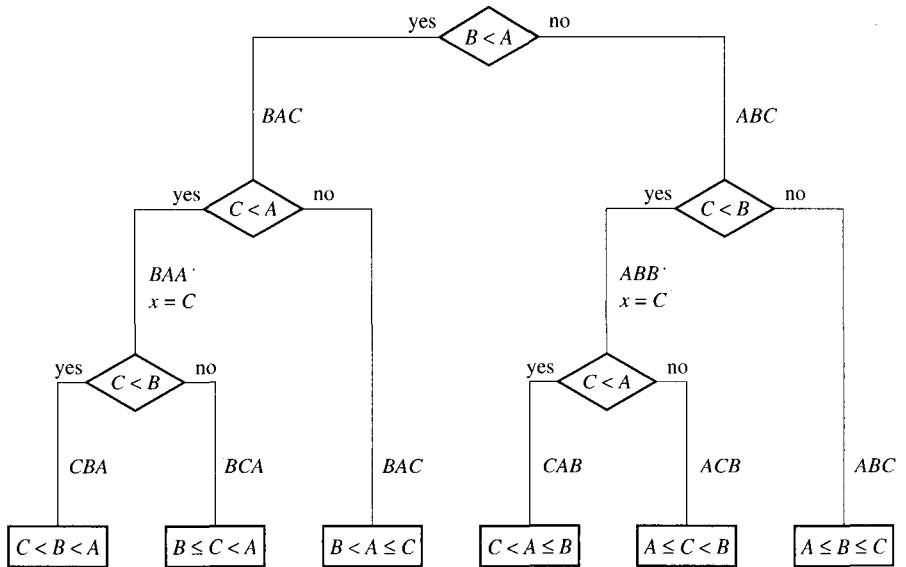 yes B < A no
BAC ABC
yes C < A no yes C < B no
BAA ABB
x = C x = C
yes C < B no yes C < A no
CBA BCA BAC CAB ACB ABC
C < B < A B ≤ C < A B < A ≤ C C < A ≤ B A ≤ C < B A ≤ B ≤ C